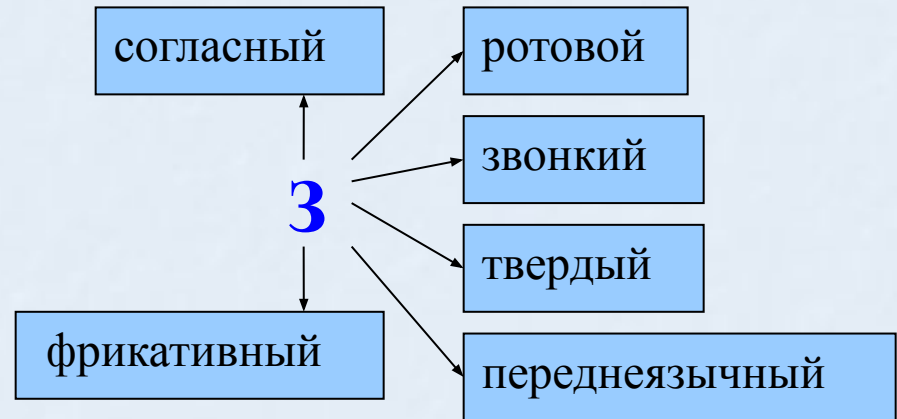 согласный
ротовой
звонкий
З
твердый
фрикативный
переднеязычный